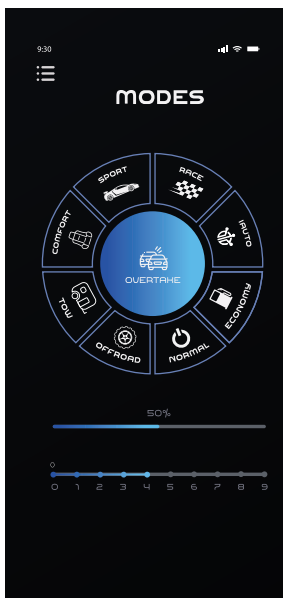 9:30
MODES
SPORT
RACE
COMFORT
iAUTO
OVERTAKE
TOW
ECONOMY
OFFROAD
NORMAL
50%
0
0 1 2 3 4 5 6 7 8 9